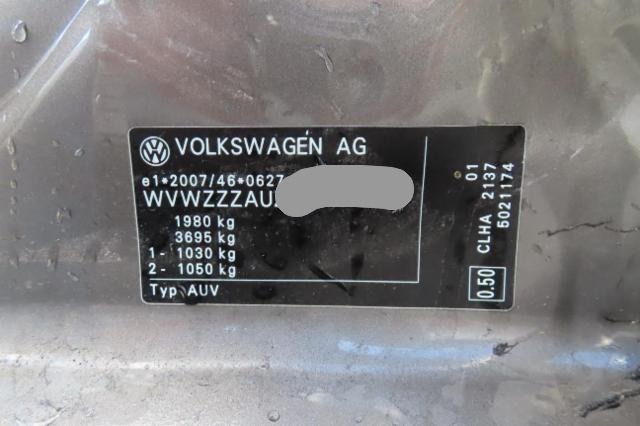 VOLKSWAGEN AG
e1*2007/46*0627
WVWZZZAU
1980 kg
3695 kg
1- 1030 kg
2- 1050 kg
Typ AUV
0.50
CLHA 2137
01
5021174